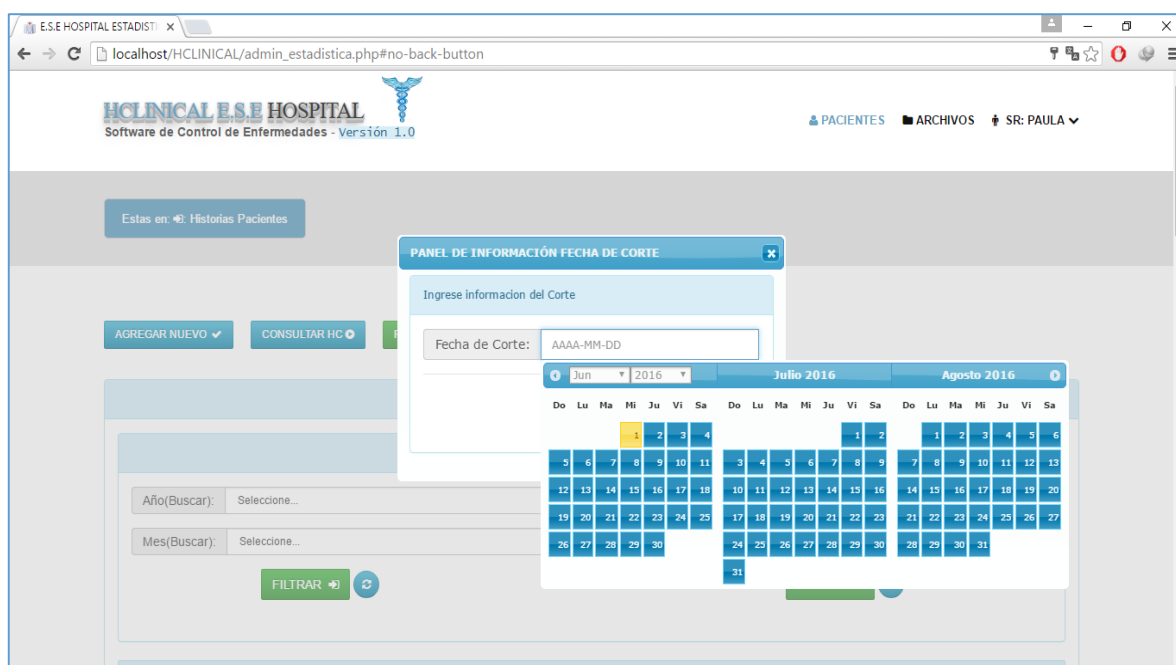 E.S.E HOSPITAL ESTADISTI
localhost/HCLINICAL/admin_estadistica.php#no-back-button
HCLINICAL E.S.E HOSPITAL
Software de Control de Enfermedades - Versión 1.0
PACIENTES ARCHIVOS SR: PAULA
Estas en: : Historias Pacientes
PANEL DE INFORMACIÓN FECHA DE CORTE
Ingrese informacion del Corte
AGREGAR NUEVO CONSULTAR HC
Fecha de Corte: AAAA-MM-DD
Jun 2016 Julio 2016 Agosto 2016
Do Lu Ma Mi Ju Vi Sa Do Lu Ma Mi Ju Vi Sa Do Lu Ma Mi Ju Vi Sa
1 2 3 4 1 2 1 2 3 4 5 6
5 6 7 8 9 10 11 3 4 5 6 7 8 9 7 8 9 10 11 12 13
12 13 14 15 16 17 18 10 11 12 13 14 15 16 14 15 16 17 18 19 20
19 20 21 22 23 24 25 17 18 19 20 21 22 23 21 22 23 24 25 26 27
26 27 28 29 30 24 25 26 27 28 29 30 28 29 30 31
31
Año(Buscar): Seleccione...
Mes(Buscar): Seleccione...
FILTRAR